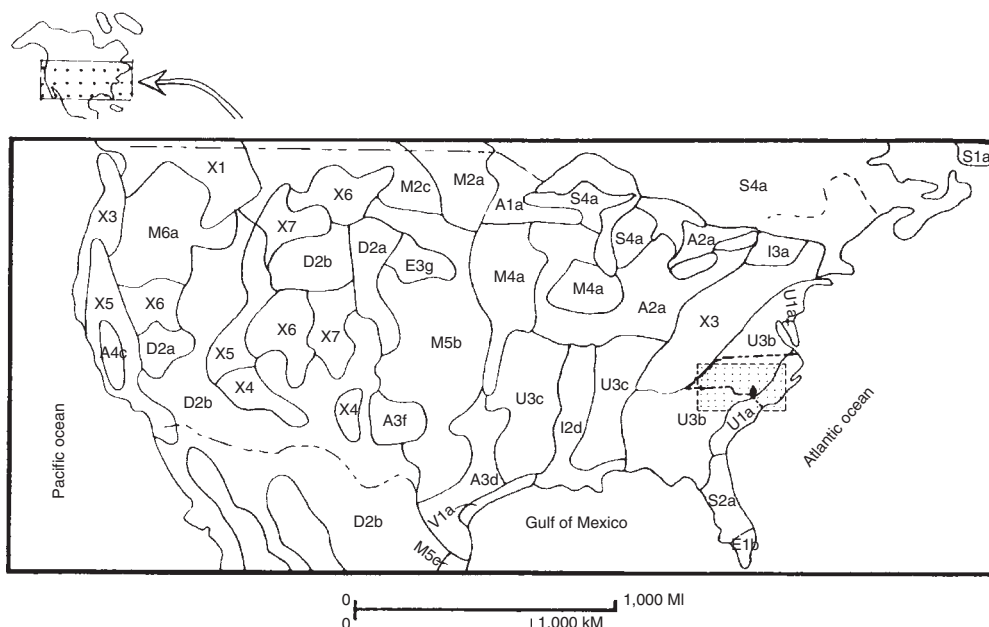 X1
S1a
X6
M2c
M2a
S4a
A1a
S4a
X3
X7
M6a
D2a
S4a
A2a
I3a
D2b
E3g
M4a
M4a
X5
X6
A2a
X3
U1a
X6
X7
U3b
A4c
D2a
X5
M5b
U3c
X4
D2b
U3c
X4
A3f
I2d
U3b
U1a
Pacific ocean
Atlantic ocean
A3d
S2a
V1a
D2b
Gulf of Mexico
E1b
M5c
0
1,000 MI
0
1,000 kM